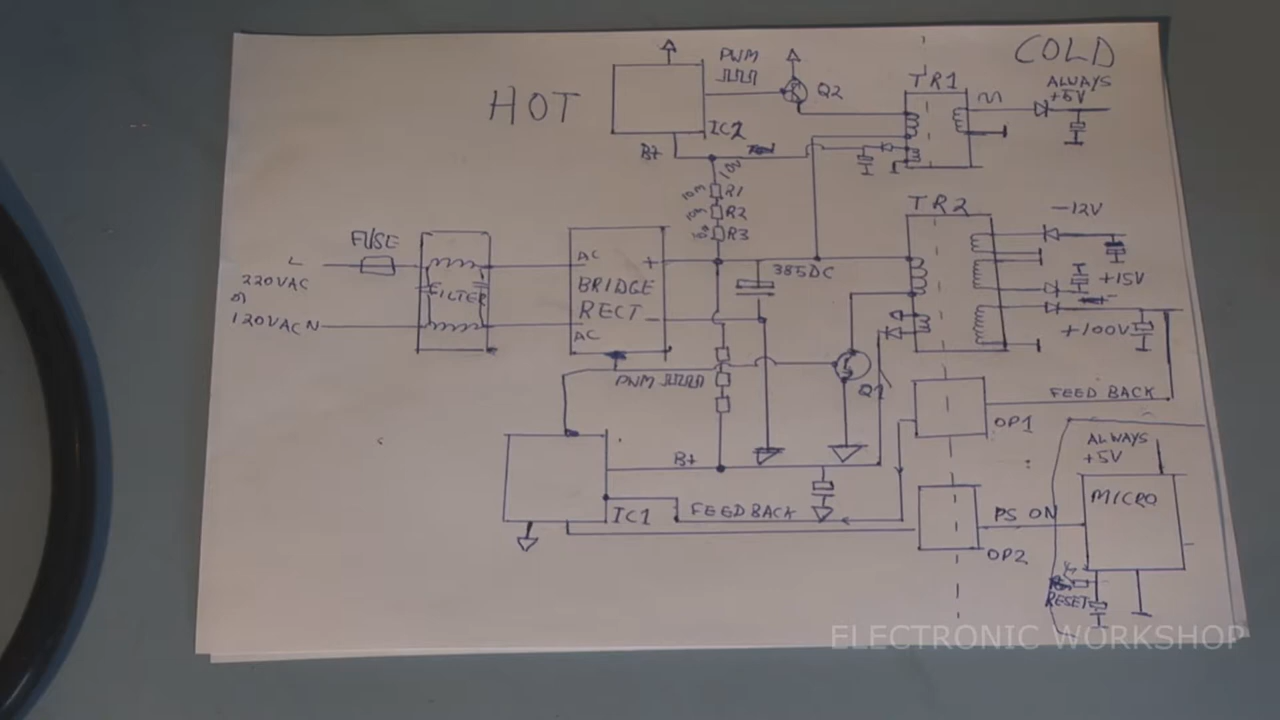 HOT
COLD
PWM
Q2
IC2
B+
TR1
ALWAYS
+5V
R1
R2
R3
TR2
-12V
+15V
+100V
FUSE
L
220VAC
120VAC N
FILTER
AC
+
BRIDGE
RECT
-
AC
385DC
PWM
Q1
B+
IC1
FEEDBACK
OP1
FEED BACK
OP2
PS ON
ALWAYS
+5V
MICRO
RESET
ELECTRONIC WORKSHOP